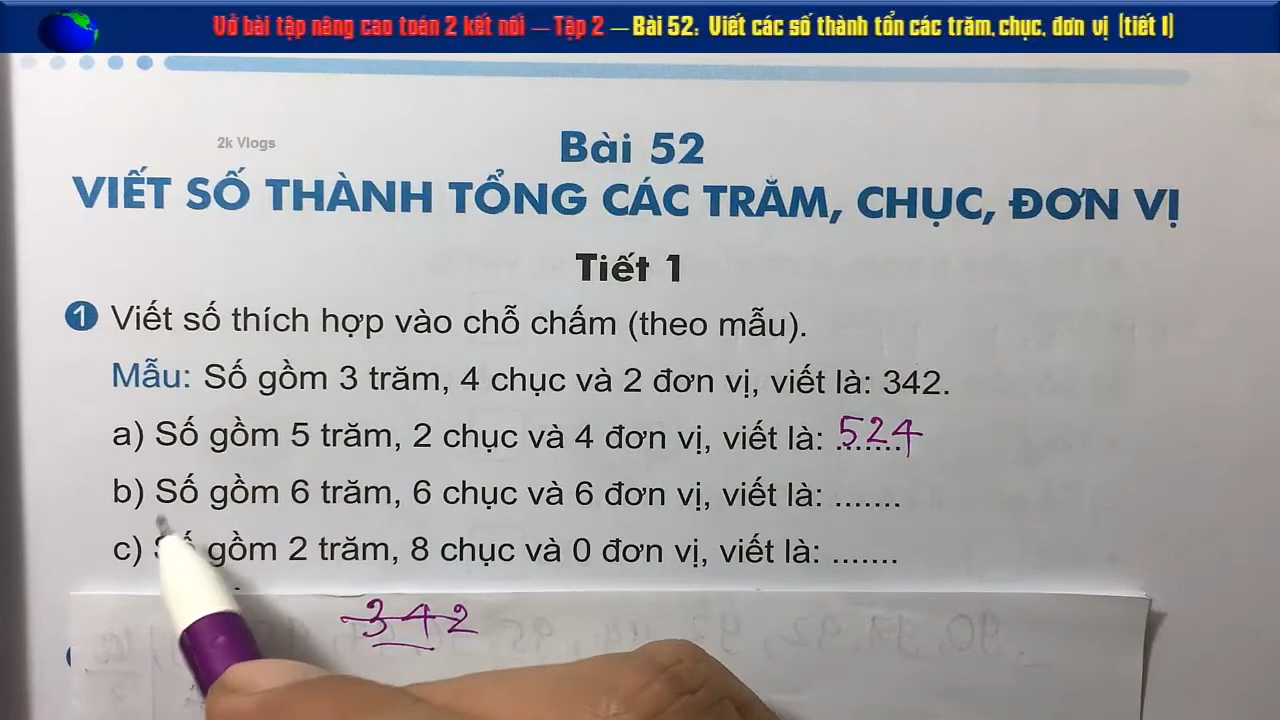 Vở bài tập nâng cao toán 2 kết nối – Tập 2 – Bài 52: Viết các số thành tổn các trăm, chục, đơn vị (tiết 1)
2k Vlogs
Bài 52
VIẾT SỐ THÀNH TỔNG CÁC TRĂM, CHỤC, ĐƠN VỊ
Tiết 1
1 Viết số thích hợp vào chỗ chấm (theo mẫu).
Mẫu: Số gồm 3 trăm, 4 chục và 2 đơn vị, viết là: 342.
a) Số gồm 5 trăm, 2 chục và 4 đơn vị, viết là: 524
b) Số gồm 6 trăm, 6 chục và 6 đơn vị, viết là: .......
c) Số gồm 2 trăm, 8 chục và 0 đơn vị, viết là: .......
342